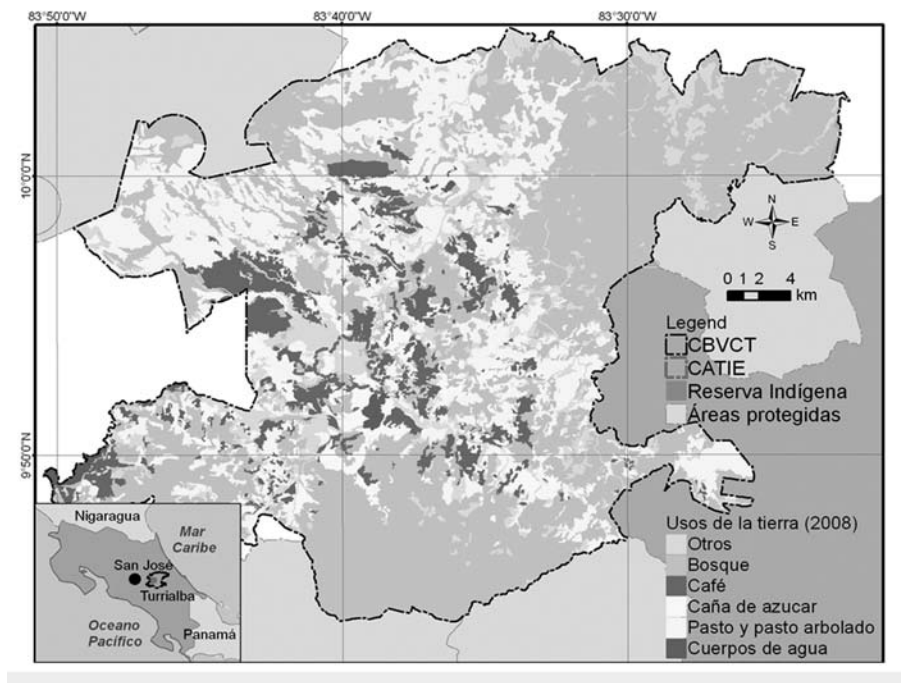 83°50'0"W
83°40'0"W
83°30'0"W
10°0'0"N
N
W E
S
0 1 2 4
km
Legend
CBVCT
CATIE
Reserva Indígena
Áreas protegidas
9°50'0"N
Usos de la tierra (2008)
Otros
Bosque
Café
Caña de azucar
Pasto y pasto arbolado
Cuerpos de agua
Nigaragua
Mar
Caribe
San José
Turrialba
Oceano
Pacífico
Panamá